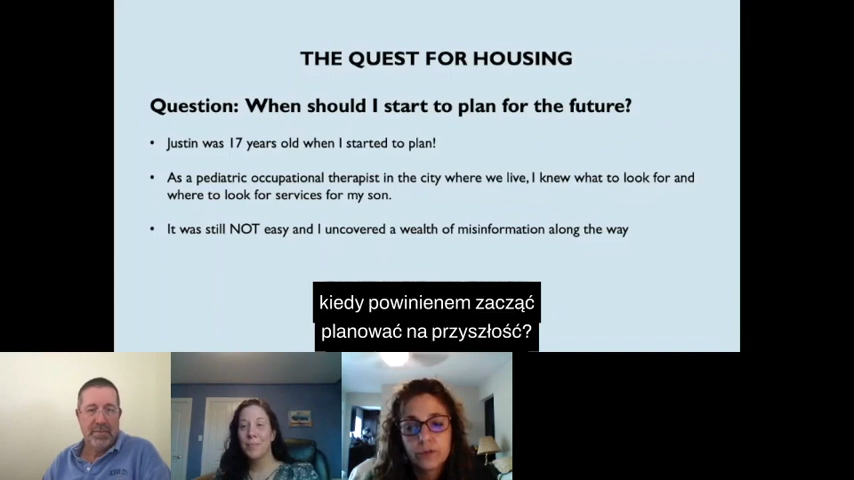 THE QUEST FOR HOUSING
Question: When should I start to plan for the future?
• Justin was 17 years old when I started to plan!
• As a pediatric occupational therapist in the city where we live, I knew what to look for and
where to look for services for my son.
• It was still NOT easy and I uncovered a wealth of misinformation along the way
kiedy powinienem zacząć
planować na przyszłość?